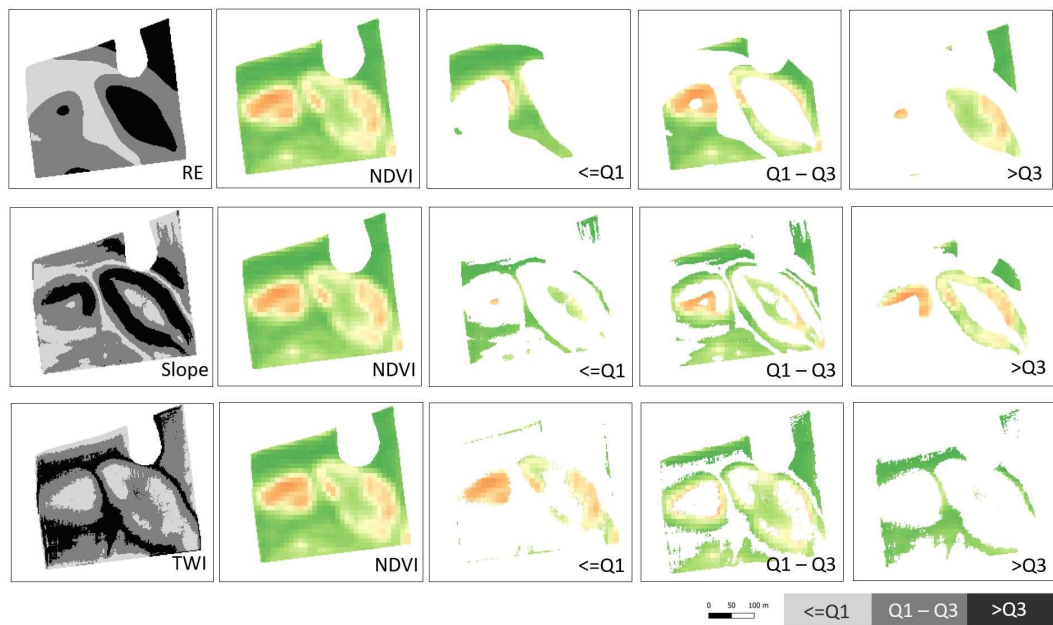 RE
NDVI
<=Q1
Q1 – Q3
>Q3
Slope
NDVI
<=Q1
Q1 – Q3
>Q3
TWI
NDVI
<=Q1
Q1 – Q3
>Q3
0 50 100 m
<=Q1 Q1 – Q3 >Q3